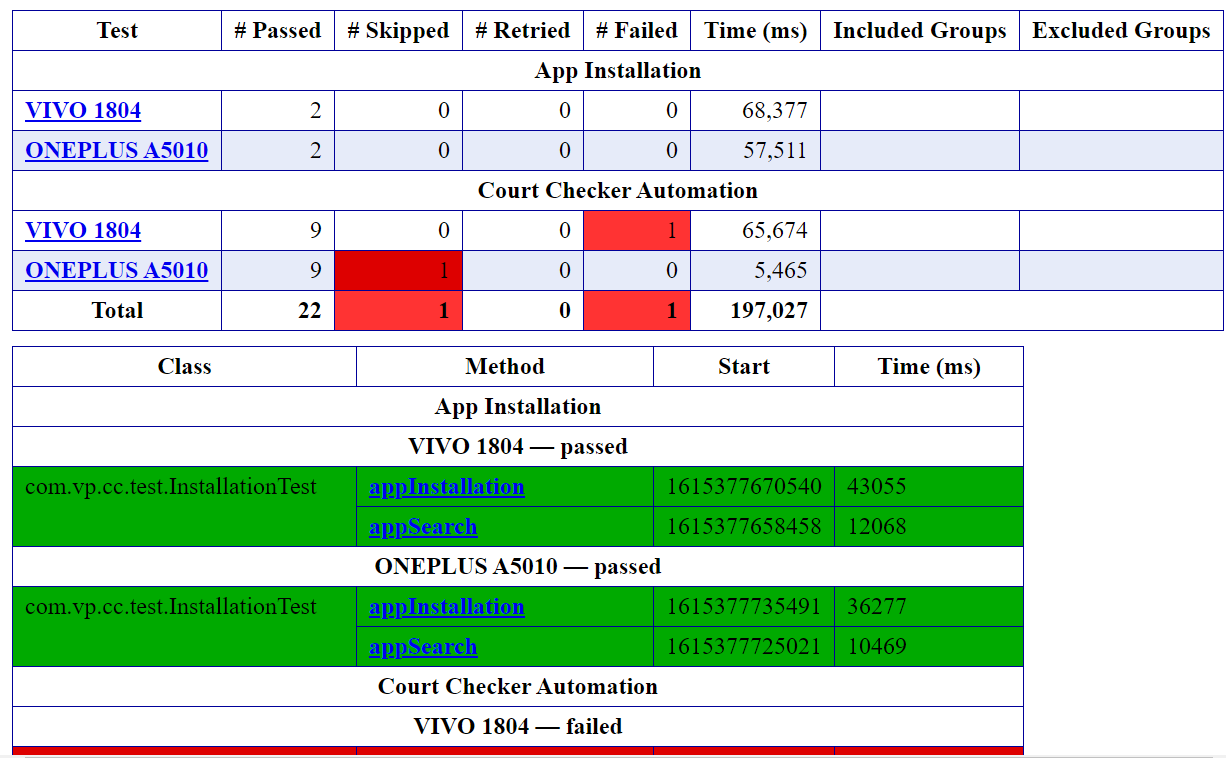 Test # Passed # Skipped # Retried # Failed Time (ms) Included Groups Excluded Groups
App Installation
VIVO 1804 2 0 0 0 68,377
ONEPLUS A5010 2 0 0 0 57,511
Court Checker Automation
VIVO 1804 9 0 0 1 65,674
ONEPLUS A5010 9 1 0 0 5,465
Total 22 1 0 1 197,027
Class Method Start Time (ms)
App Installation
VIVO 1804 — passed
com.vp.cc.test.InstallationTest appInstallation 1615377670540 43055
appSearch 1615377658458 12068
ONEPLUS A5010 — passed
com.vp.cc.test.InstallationTest appInstallation 1615377735491 36277
appSearch 1615377725021 10469
Court Checker Automation
VIVO 1804 — failed